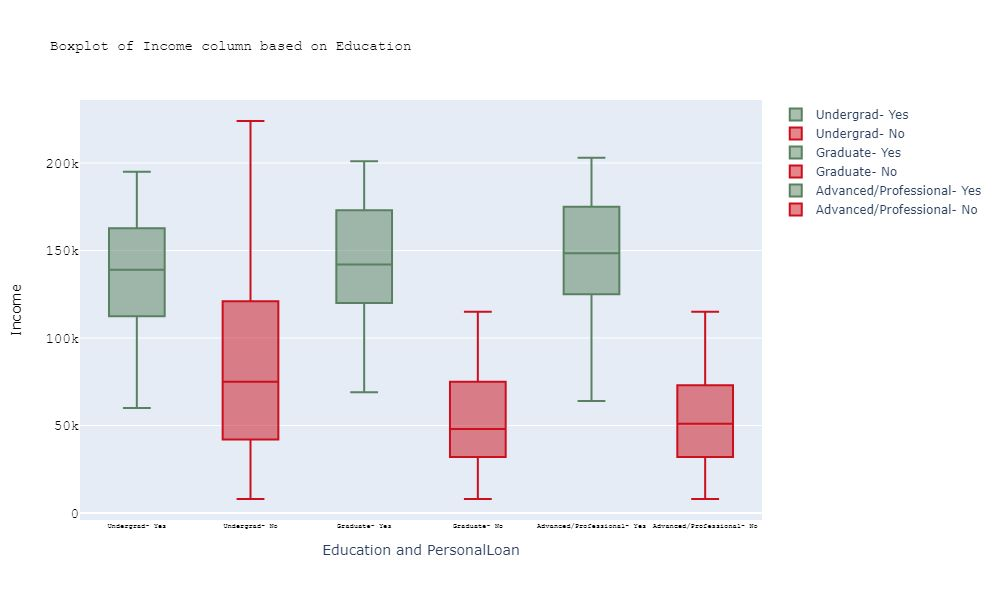 Boxplot of Income column based on Education
Undergrad- Yes
Undergrad- No
Graduate- Yes
Graduate- No
Advanced/Professional- Yes
Advanced/Professional- No
Income
200k
150k
100k
50k
0
Undergrad- Yes Undergrad- No Graduate- Yes Graduate- No Advanced/Professional- Yes Advanced/Professional- No
Education and PersonalLoan